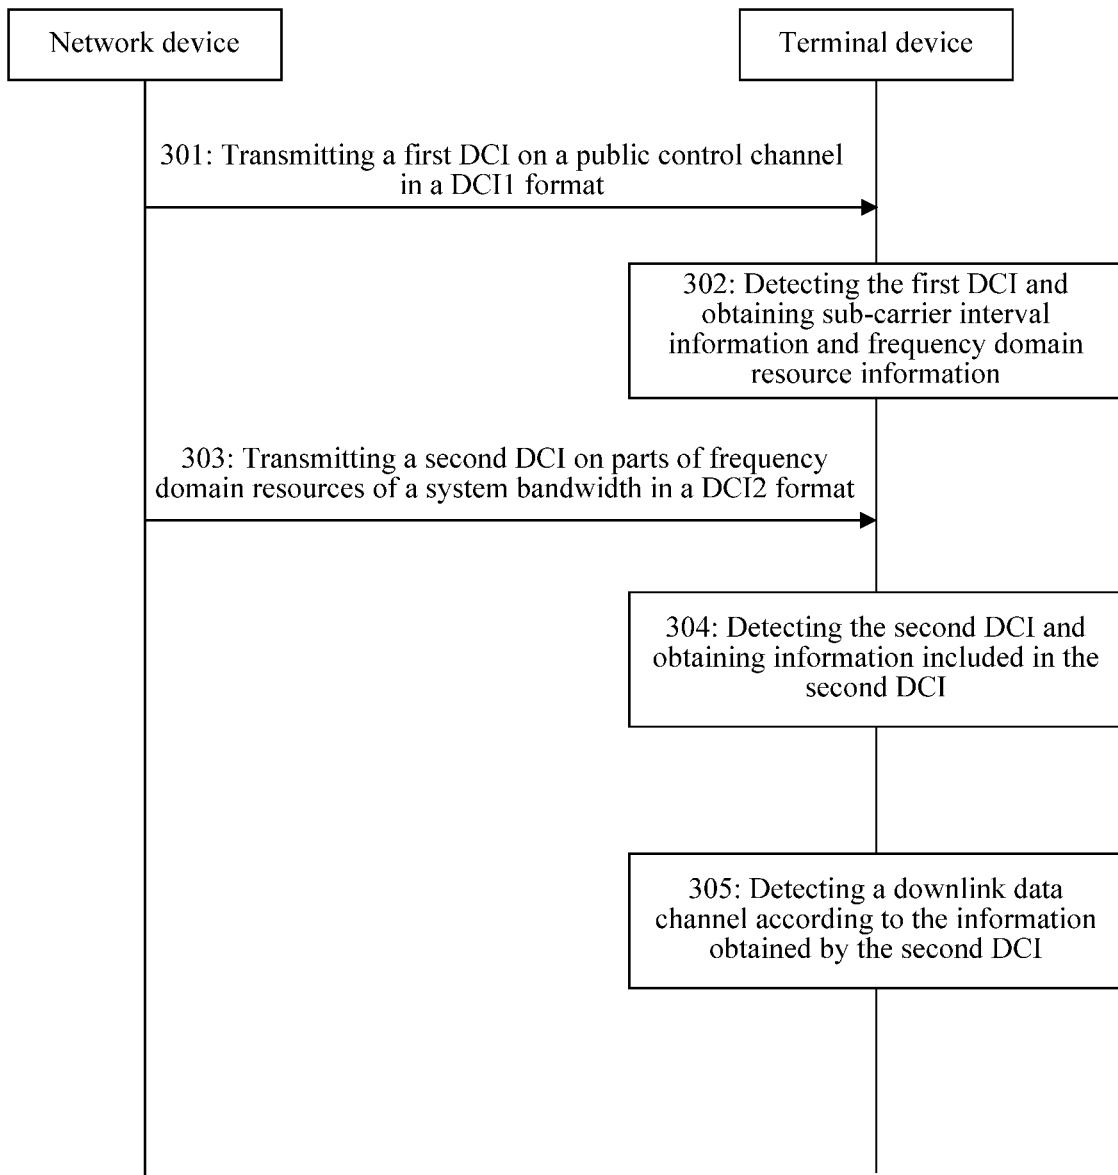 Network device
Terminal device
301: Transmitting a first DCI on a public control channel
in a DCI1 format
302: Detecting the first DCI and
obtaining sub-carrier interval
information and frequency domain
resource information
303: Transmitting a second DCI on parts of frequency
domain resources of a system bandwidth in a DCI2 format
304: Detecting the second DCI and
obtaining information included in the
second DCI
305: Detecting a downlink data
channel according to the information
obtained by the second DCI